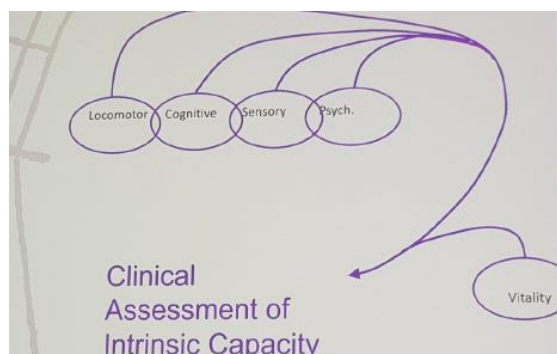 Locomotor Cognitive Sensory Psych.
Vitality
Clinical
Assessment of
Intrinsic Capacity